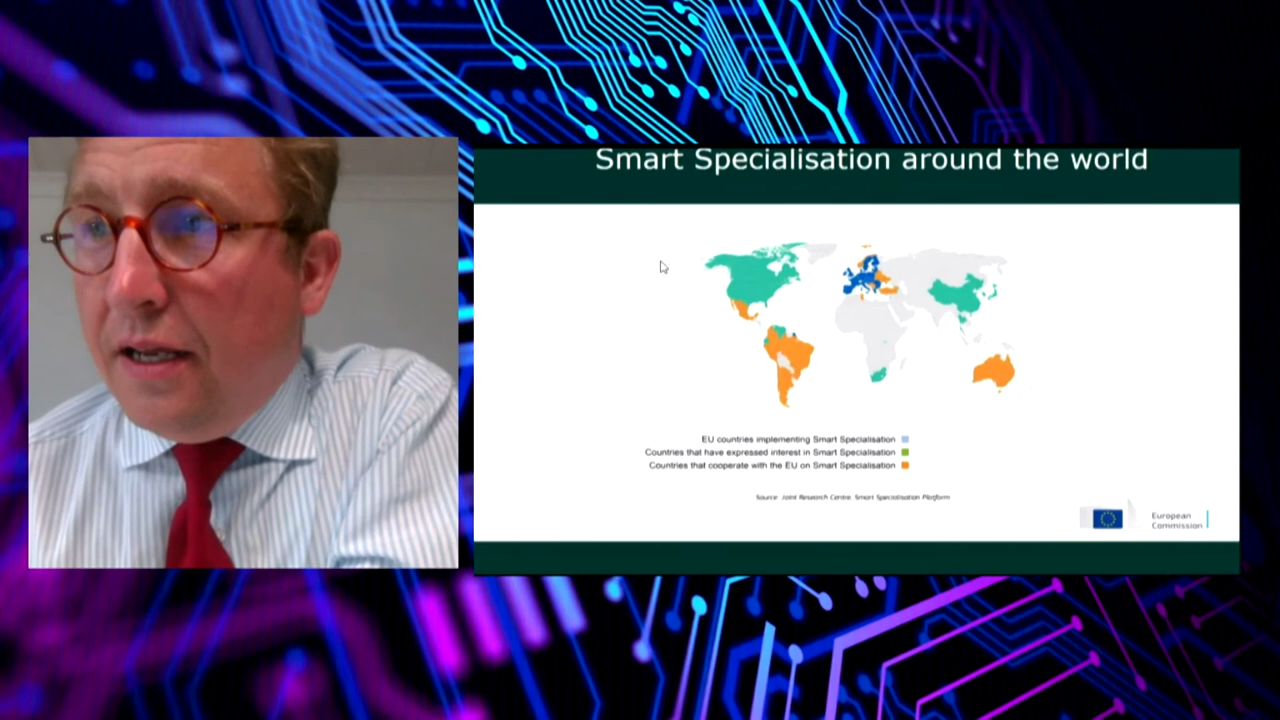 Smart Specialisation around the world
EU countries implementing Smart Specialisation
Countries that have expressed interest in Smart Specialisation
Countries that cooperate with the EU on Smart Specialisation
Source: Joint Research Centre. Smart Specialisation Platform
European
Commission